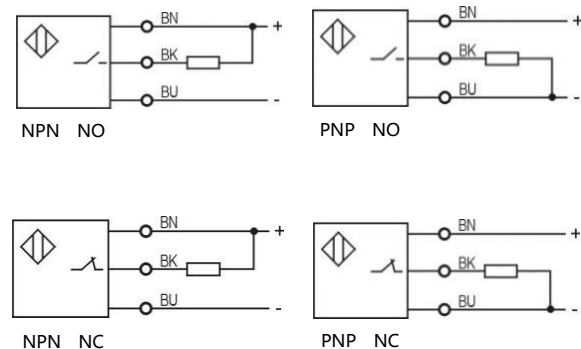 BN +
BK
BU -
NPN NO
BN +
BK
BU -
PNP NO
BN +
BK
BU -
NPN NC
BN +
BK
BU -
PNP NC